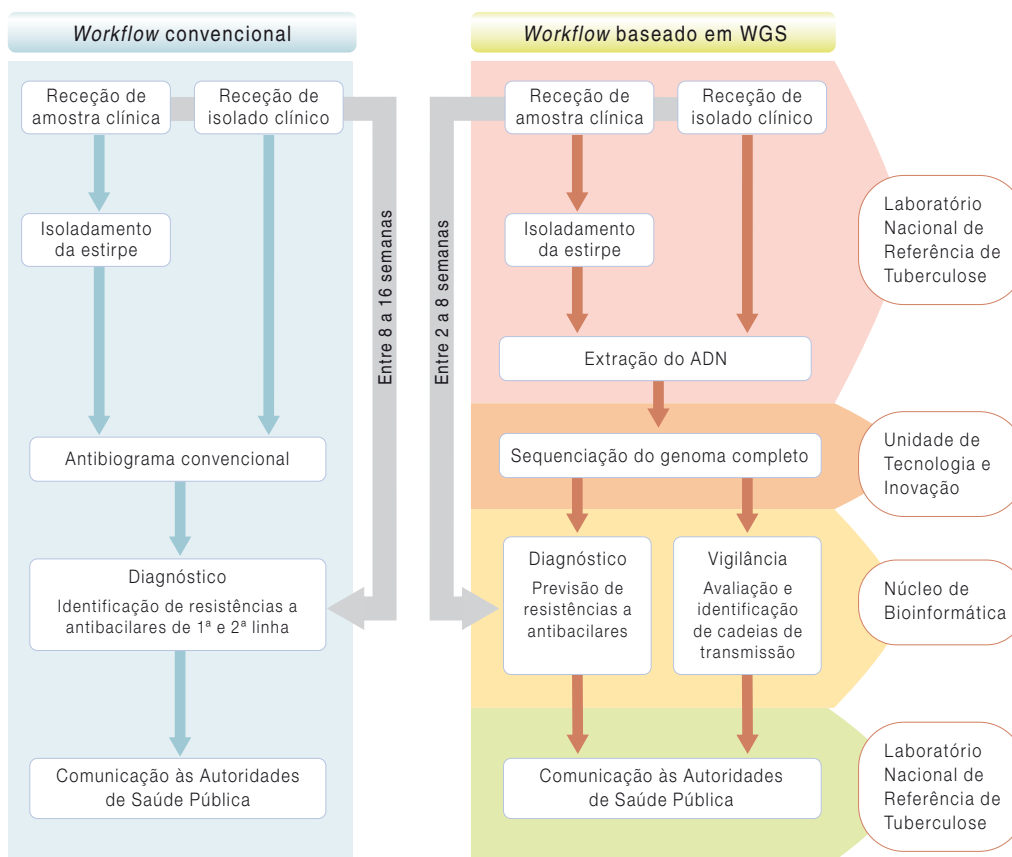 Workflow convencional
Receção de
amostra clínica
Receção de
isolado clínico
Isoladamento
da estirpe
Antibiograma convencional
Diagnóstico
Identificação de resistências a
antibacilares de 1ª e 2ª linha
Comunicação às Autoridades
de Saúde Pública
Entre 8 a 16 semanas
Entre 2 a 8 semanas
Workflow baseado em WGS
Receção de
amostra clínica
Receção de
isolado clínico
Isoladamento
da estirpe
Extração do ADN
Sequenciação do genoma completo
Diagnóstico
Previsão de
resistências a
antibacilares
Vigilância
Avaliação e
identificação
de cadeias de
transmissão
Comunicação às Autoridades
de Saúde Pública
Laboratório
Nacional de
Referência de
Tuberculose
Unidade de
Tecnologia e
Inovação
Núcleo de
Bioinformática
Laboratório
Nacional de
Referência de
Tuberculose